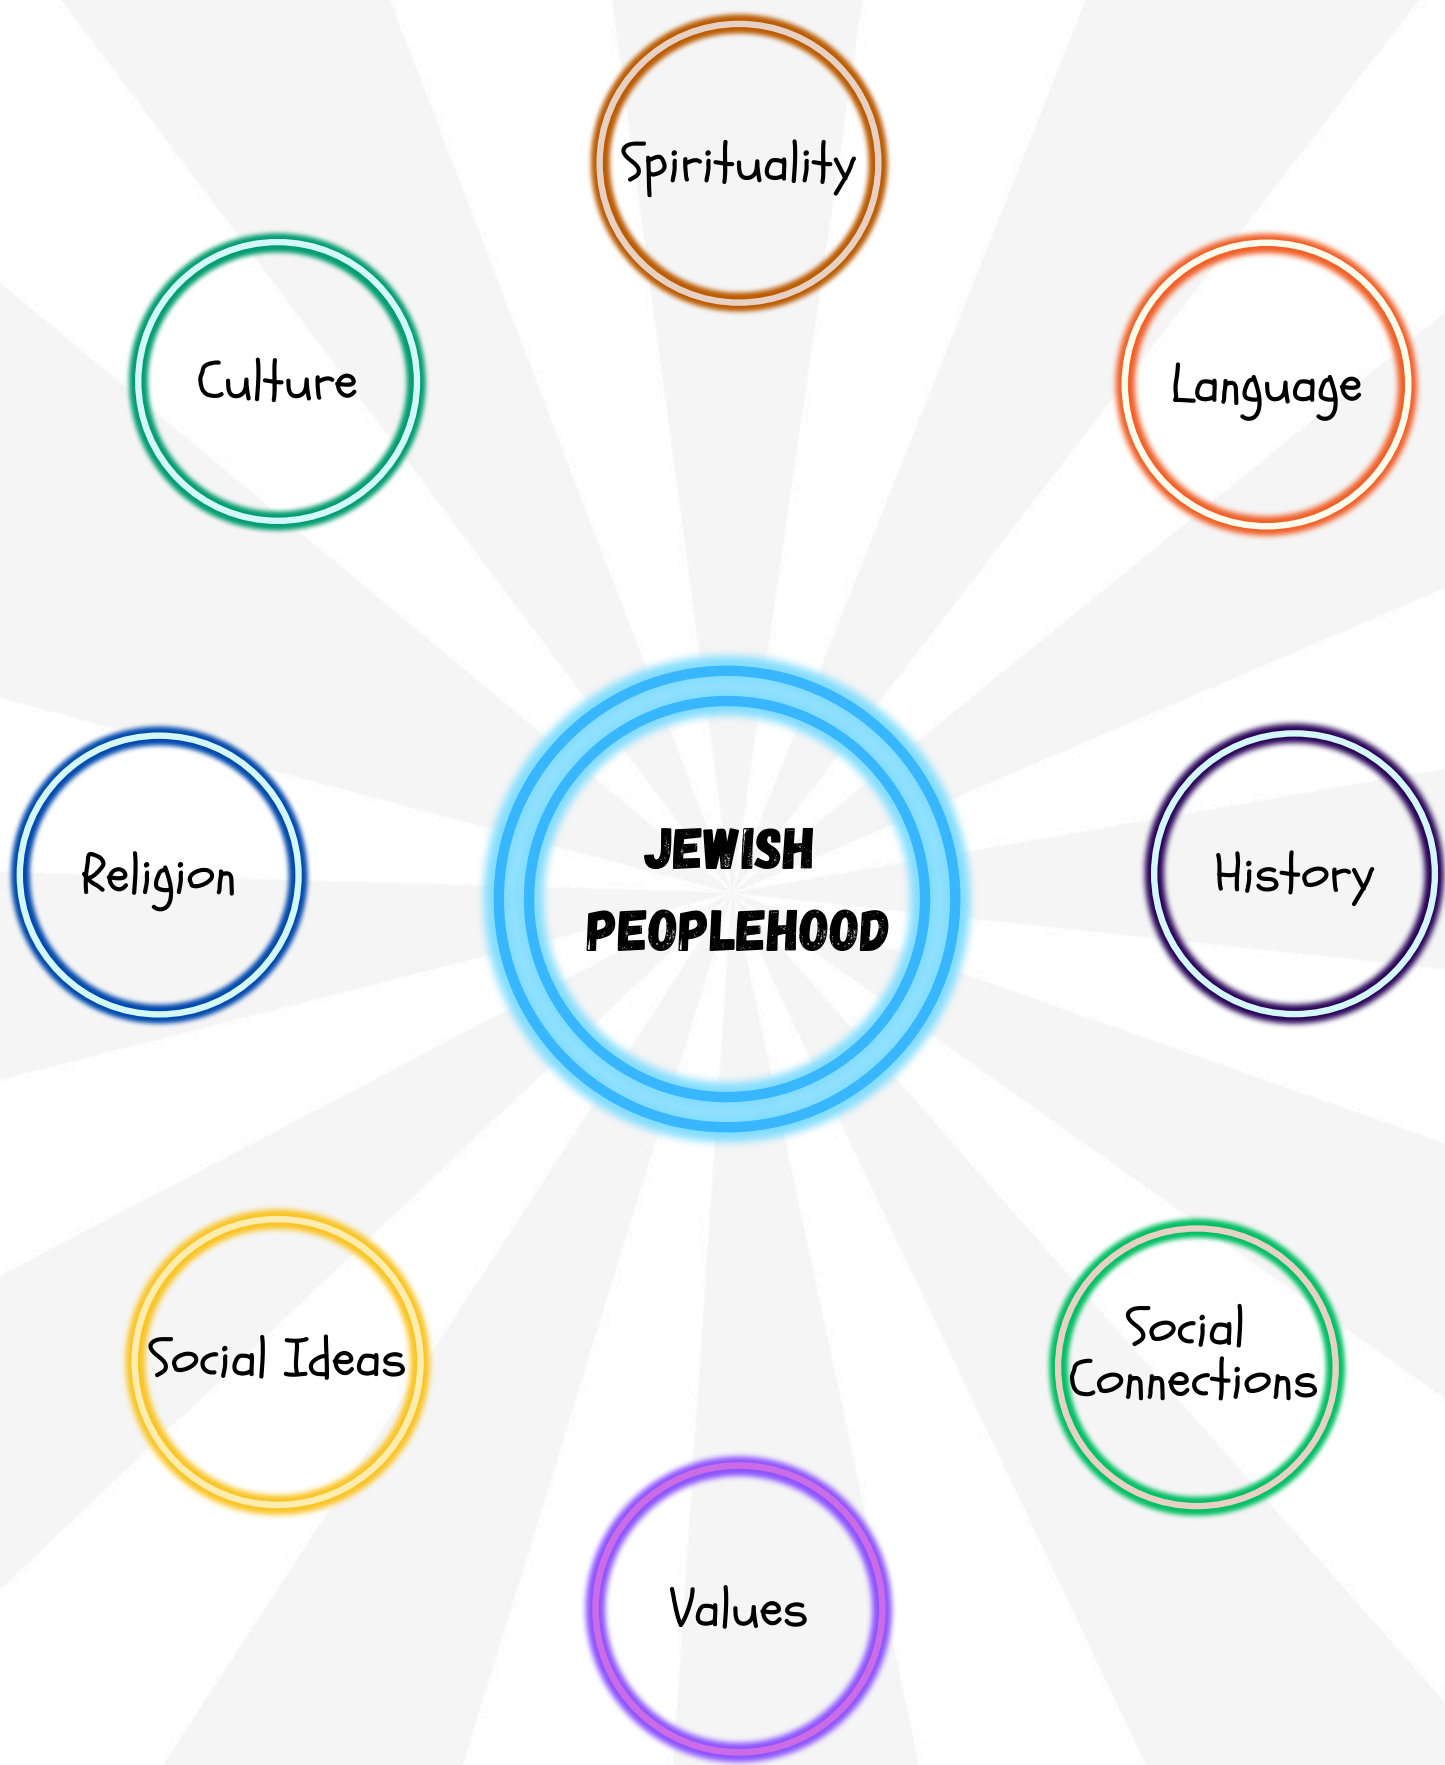 Spirituality
Culture
Language
JEWISH
PEOPLEHOOD
Religion
History
Social Ideas
Social
Connections
Values